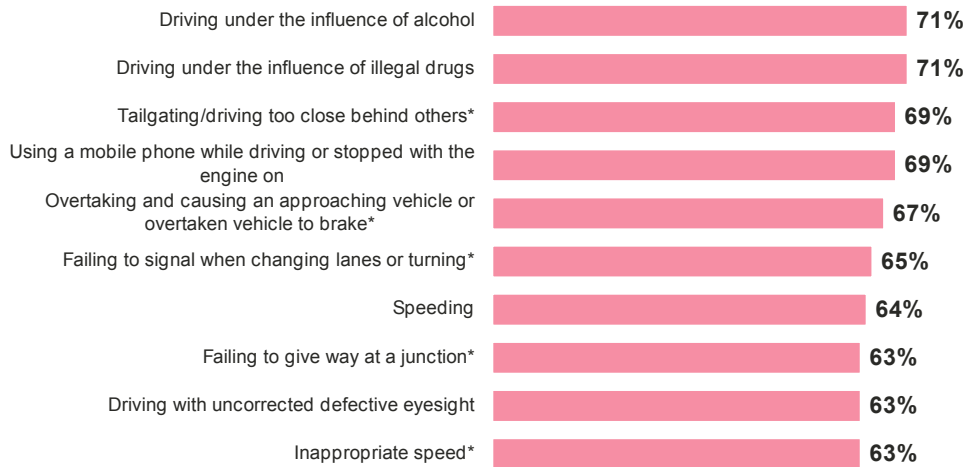 Driving under the influence of alcohol 71%
Driving under the influence of illegal drugs 71%
Tailgating/driving too close behind others* 69%
Using a mobile phone while driving or stopped with the
engine on 69%
Overtaking and causing an approaching vehicle or
overtaken vehicle to brake* 67%
Failing to signal when changing lanes or turning* 65%
Speeding 64%
Failing to give way at a junction* 63%
Driving with uncorrected defective eyesight 63%
Inappropriate speed* 63%